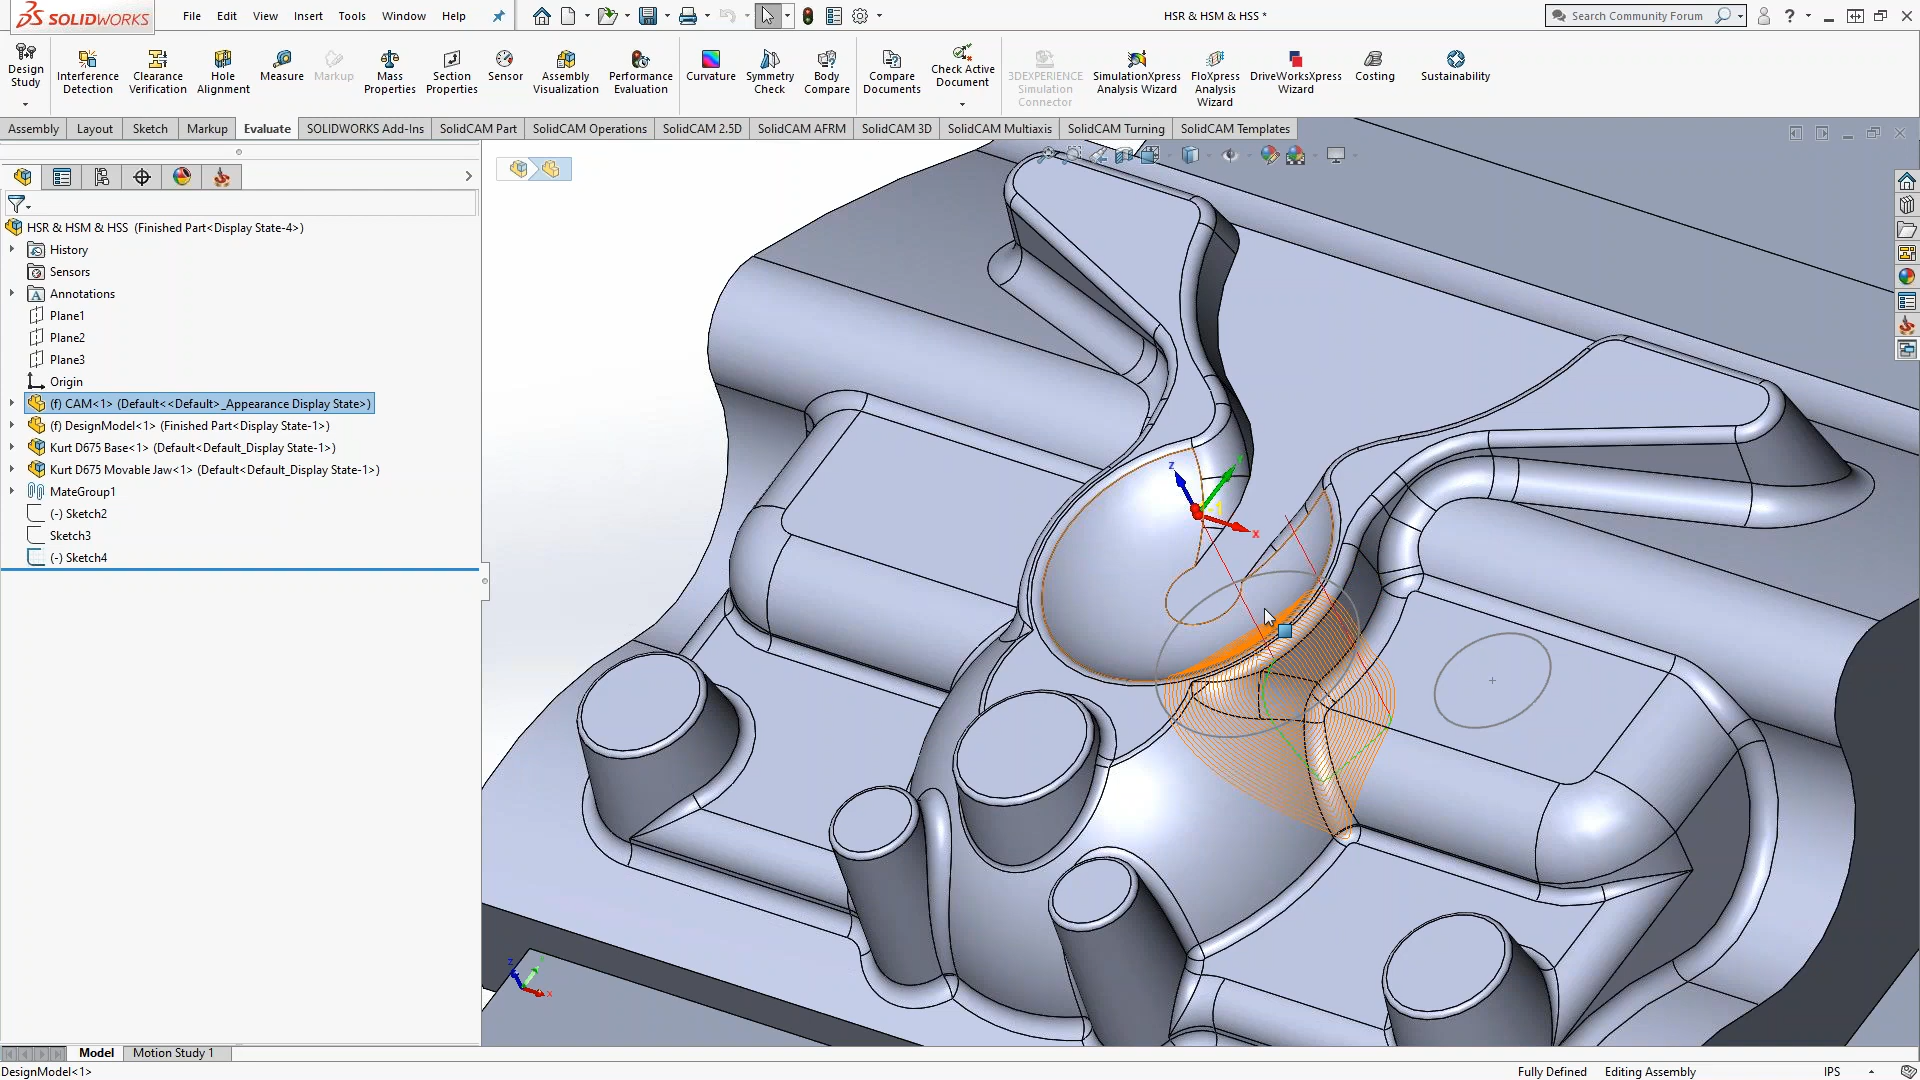 SOLIDWORKS
File Edit View Insert Tools Window Help
HSR & HSM & HSS *
Search Community Forum
?
Design Study
Interference Detection
Clearance Verification
Hole Alignment
Measure
Markup
Mass Properties
Section Properties
Sensor
Assembly Visualization
Performance Evaluation
Curvature
Symmetry Check
Body Compare
Compare Documents
Check Active Document
3DEXPERIENCE Simulation Connector
SimulationXpress Analysis Wizard
FloXpress Analysis Wizard
DriveWorksXpress Wizard
Costing
Sustainability
Assembly Layout Sketch Markup Evaluate SOLIDWORKS Add-Ins SolidCAM Part SolidCAM Operations SolidCAM 2.5D SolidCAM AFRM SolidCAM 3D SolidCAM Multiaxis SolidCAM Turning SolidCAM Templates
HSR & HSM & HSS (Finished Part<Display State-4>)
History
Sensors
Annotations
Plane1
Plane2
Plane3
Origin
(f) CAM<1> (Default<<Default>_Appearance Display State>)
(f) DesignModel<1> (Finished Part<Display State-1>)
Kurt D675 Base<1> (Default<Default_Display State-1>)
Kurt D675 Movable Jaw<1> (Default<Default_Display State-1>)
MateGroup1
(-) Sketch2
Sketch3
(-) Sketch4
Z
Y
X
Z
X
Model Motion Study 1
DesignModel<1>
Fully Defined Editing Assembly IPS